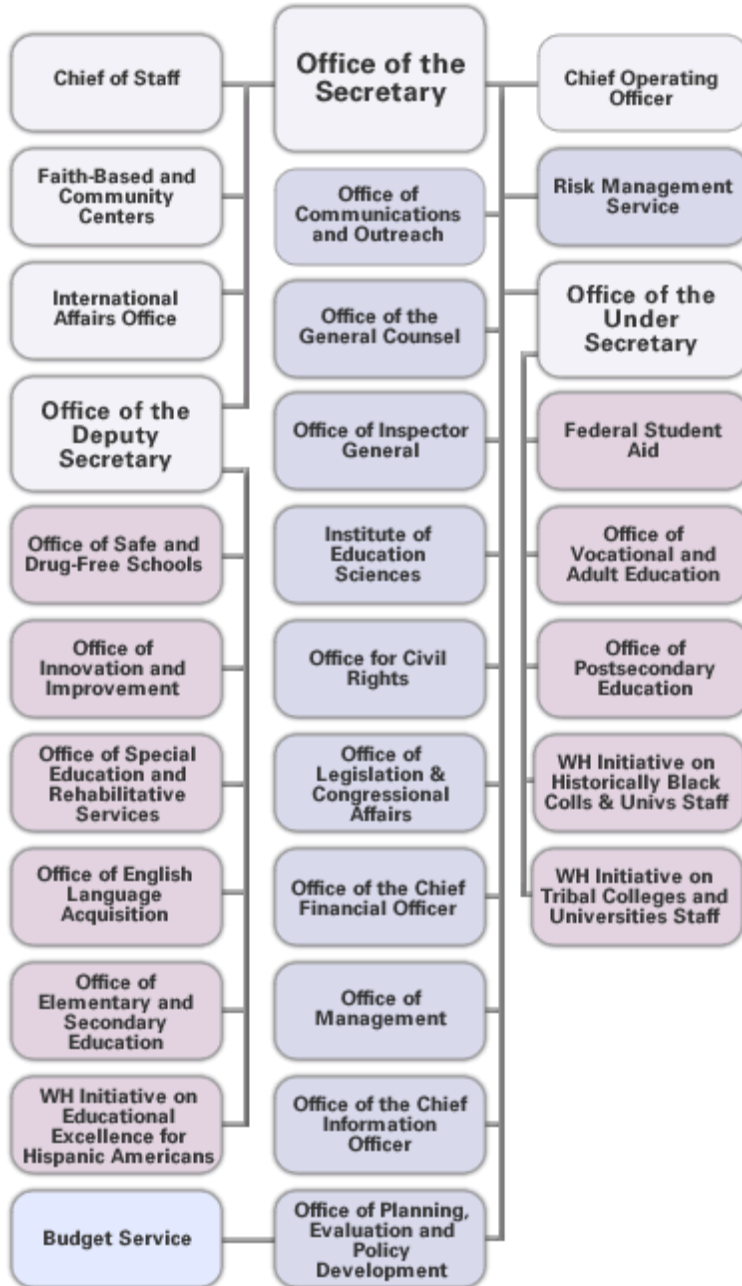 Chief of Staff
Faith-Based and
Community
Centers
International
Affairs Office
Office of the
Deputy
Secretary
Office of Safe and
Drug-Free Schools
Office of
Innovation and
Improvement
Office of Special
Education and
Rehabilitative
Services
Office of English
Language
Acquisition
Office of
Elementary and
Secondary
Education
WH Initiative on
Educational
Excellence for
Hispanic Americans
Budget Service
Office of the
Secretary
Office of
Communications
and Outreach
Office of the
General Counsel
Office of Inspector
General
Institute of
Education
Sciences
Office for Civil
Rights
Office of
Legislation &
Congressional
Affairs
Office of the Chief
Financial Officer
Office of
Management
Office of the Chief
Information
Officer
Office of Planning,
Evaluation and
Policy
Development
Chief Operating
Officer
Risk Management
Service
Office of the
Under
Secretary
Federal Student
Aid
Office of
Vocational and
Adult Education
Office of
Postsecondary
Education
WH Initiative on
Historically Black
Colls & Univs Staff
WH Initiative on
Tribal Colleges and
Universities Staff